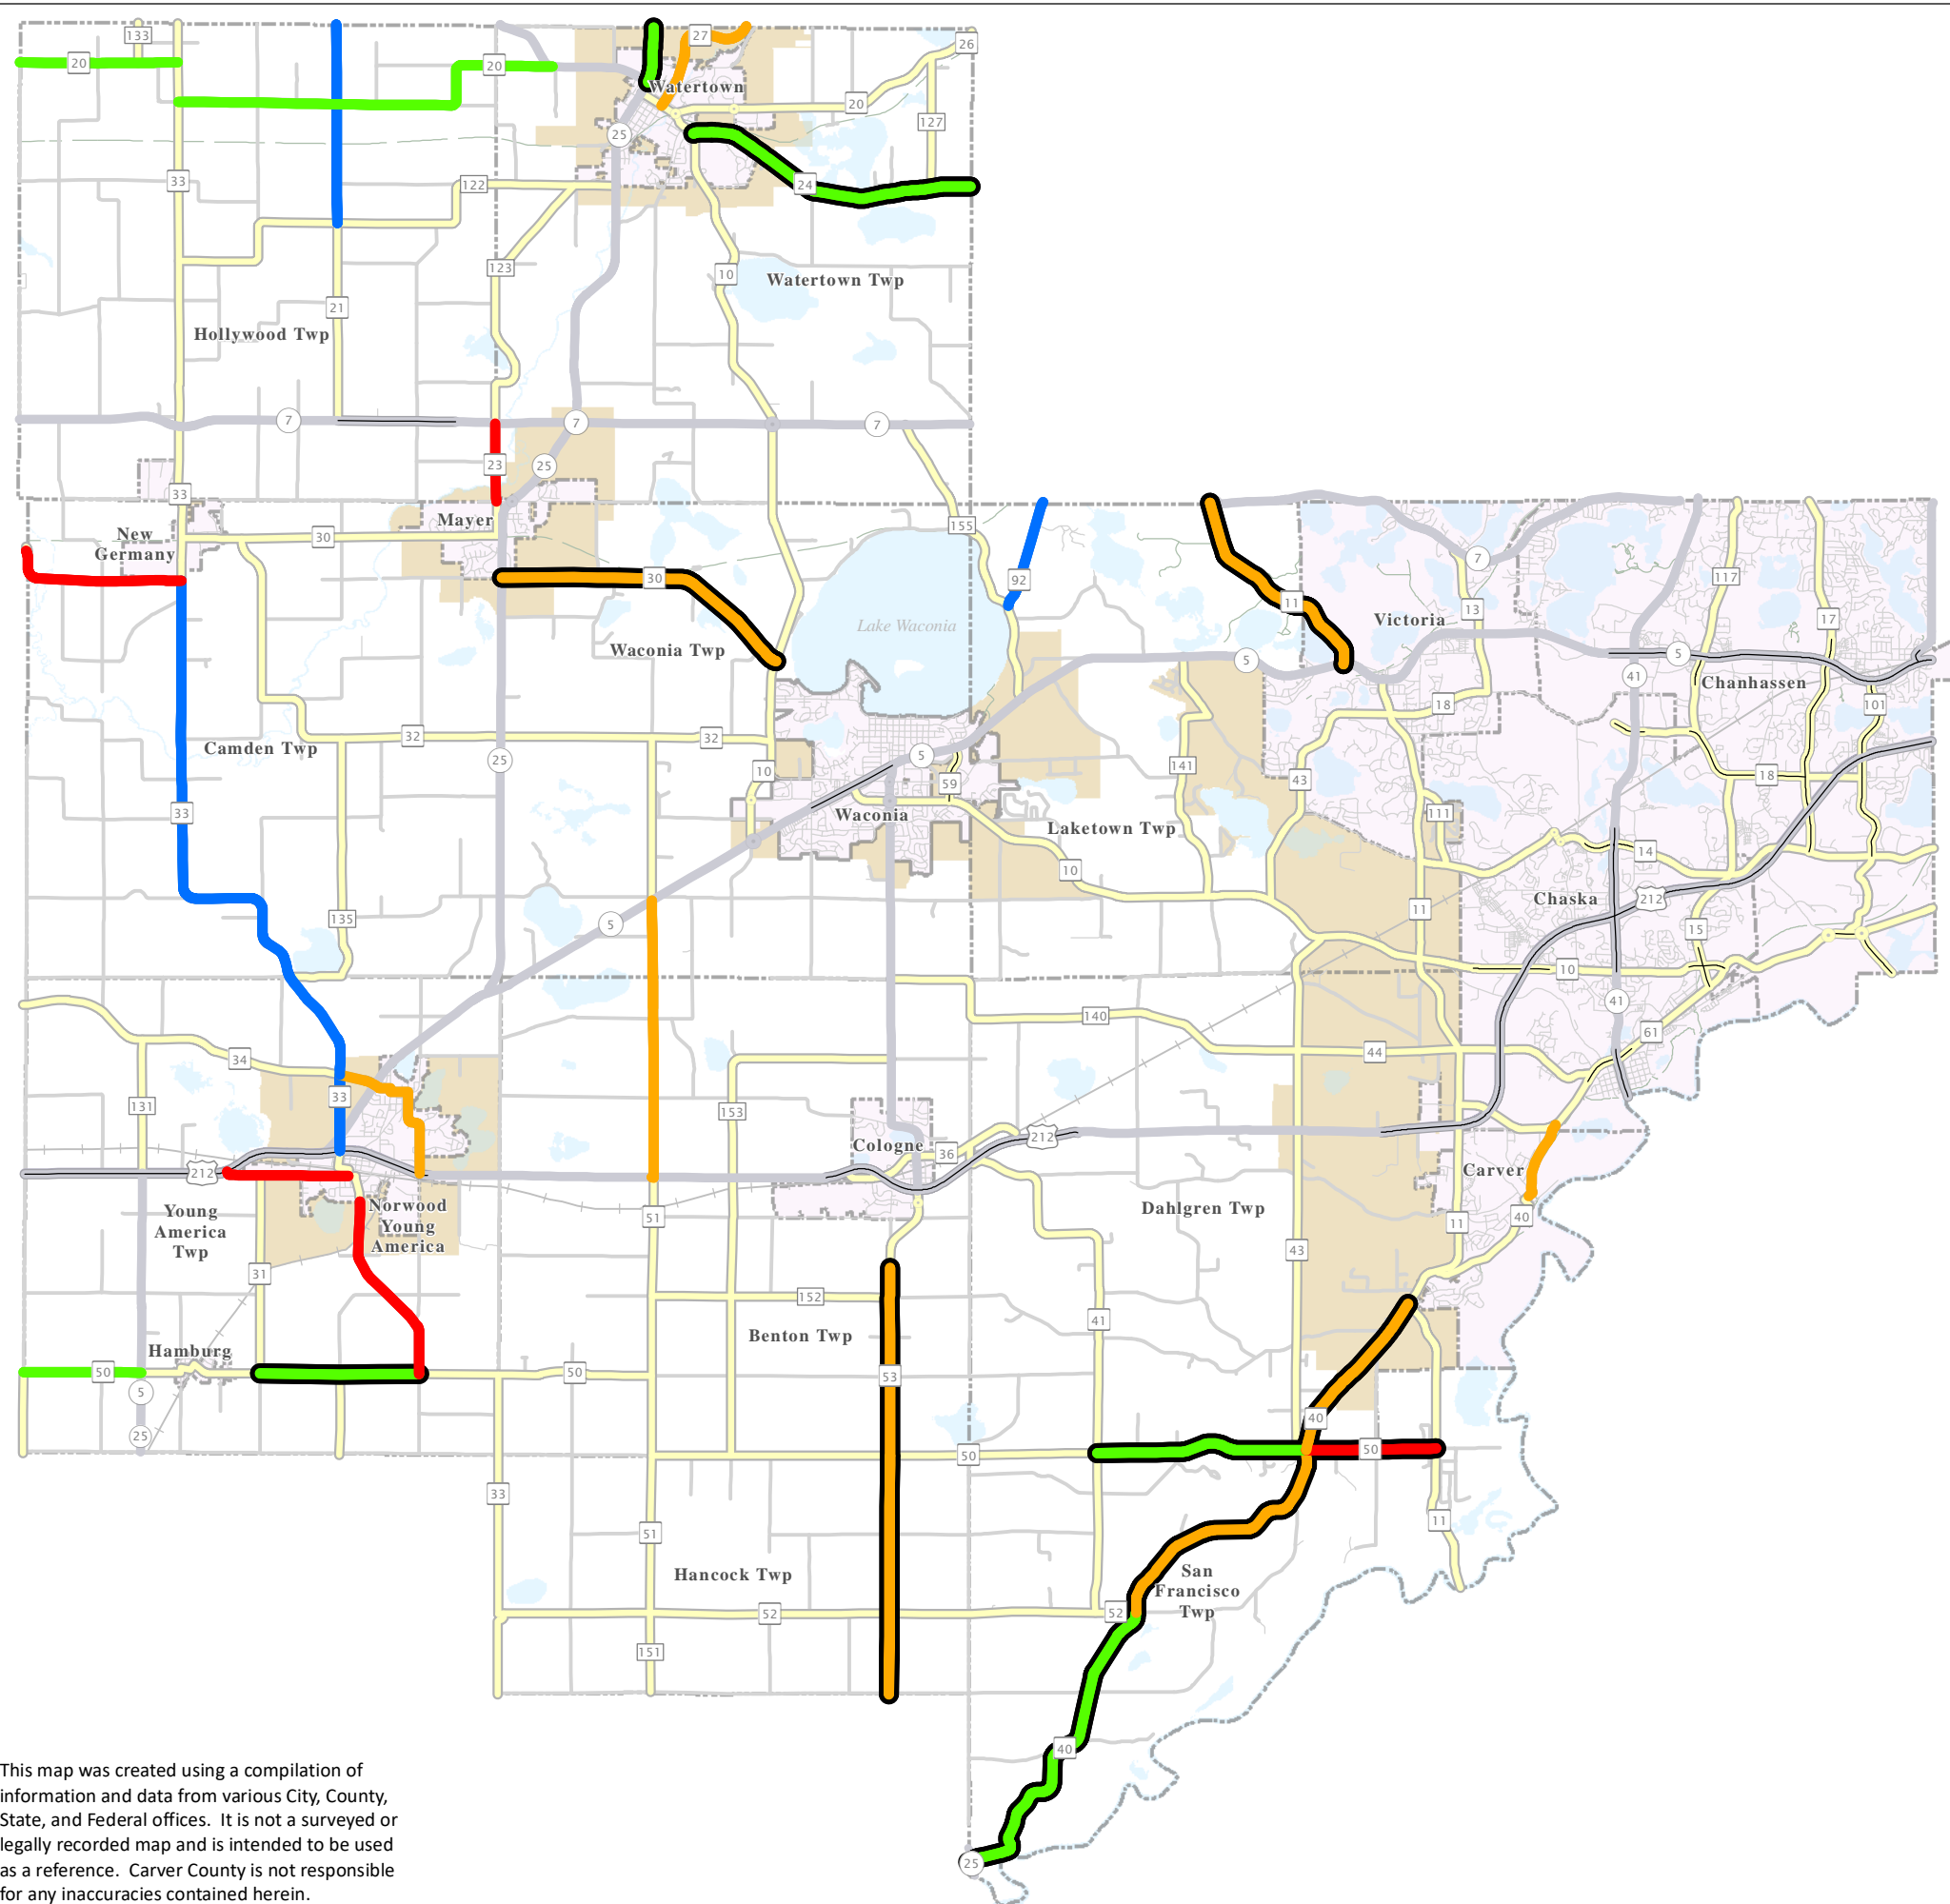 133
27
26
20
20
Watertown
20
127
25
33
122
24
123
10
Watertown Twp
21
Hollywood Twp
7
7
7
23
25
33
Mayer
155
New
Germany
30
7
30
92
117
11
13
Victoria
17
Lake Waconia
Waconia Twp
5
5
41
Chanhassen
18
101
32
32
Camden Twp
25
5
10
141
43
18
59
33
Waconia
Laketown Twp
111
14
10
Chaska
212
135
5
11
15
10
41
140
61
34
44
33
131
153
Cologne
36
212
212
Carver
Young
America
Twp
Norwood
Young
America
51
Dahlgren Twp
11
40
43
31
152
41
Benton Twp
Hamburg
50
50
53
5
40
25
50
50
33
51
11
Hancock Twp
San
Francisco
Twp
52
52
151
40
25
This map was created using a compilation of
information and data from various City, County,
State, and Federal offices.  It is not a surveyed or
legally recorded map and is intended to be used
as a reference.  Carver County is not responsible
for any inaccuracies contained herein.